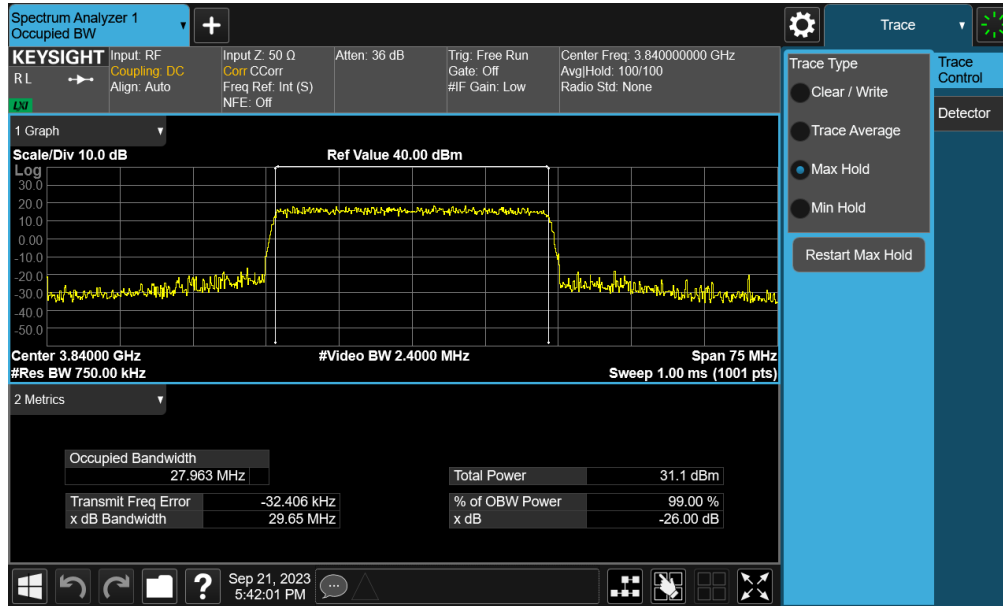 Spectrum Analyzer 1
Occupied BW
Trace
KEYSIGHT
R L
LXI
Input: RF
Coupling: DC
Align: Auto
Input Z: 50 Ω
Corr CCorr
Freq Ref: Int (S)
NFE: Off
Atten: 36 dB
Trig: Free Run
Gate: Off
#IF Gain: Low
Center Freq: 3.840000000 GHz
Avg|Hold: 100/100
Radio Std: None
Trace Type
Clear / Write
Trace Average
Max Hold
Min Hold
Restart Max Hold
Trace
Control
Detector
1 Graph
Scale/Div 10.0 dB
Ref Value 40.00 dBm
Log
30.0
20.0
10.0
0.00
-10.0
-20.0
-30.0
-40.0
-50.0
Center 3.84000 GHz
#Video BW 2.4000 MHz
Span 75 MHz
#Res BW 750.00 kHz
Sweep 1.00 ms (1001 pts)
2 Metrics
Occupied Bandwidth
27.963 MHz
Total Power 31.1 dBm
Transmit Freq Error -32.406 kHz
% of OBW Power 99.00 %
x dB Bandwidth 29.65 MHz
x dB -26.00 dB
?
Sep 21, 2023
5:42:01 PM